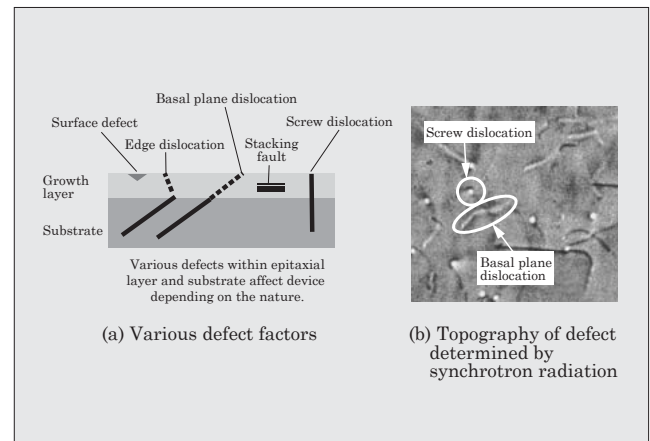 Basal plane dislocation
Surface defect
Screw dislocation
Edge dislocation
Stacking
fault
Growth
layer
Substrate
Various defects within epitaxial
layer and substrate affect device
depending on the nature.
(a) Various defect factors
Screw dislocation
Basal plane
dislocation
(b) Topography of defect
determined by
synchrotron radiation